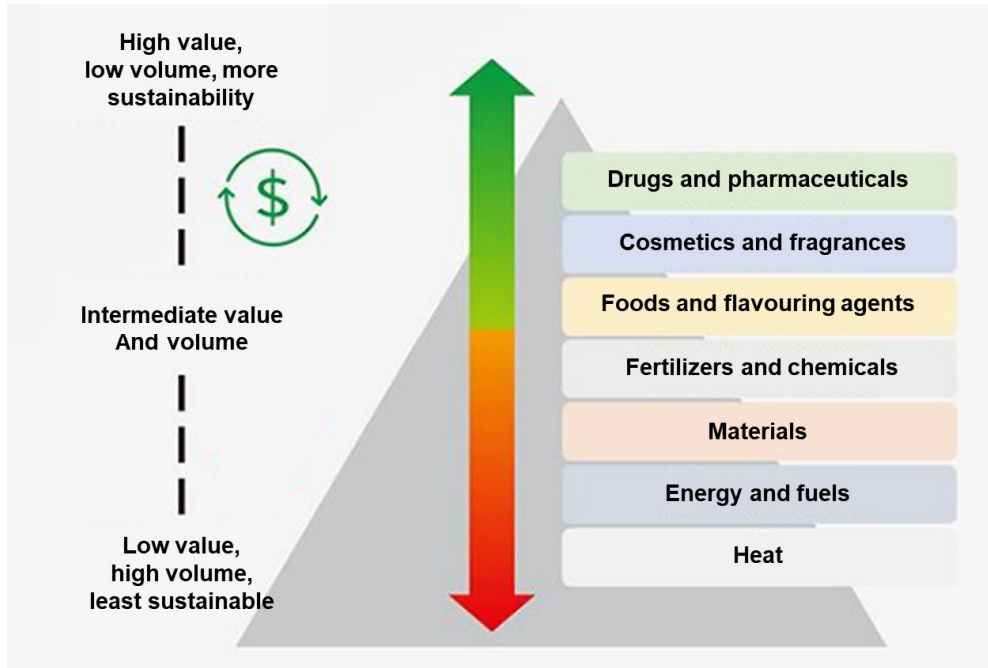 High value,
low volume, more
sustainability
$
Intermediate value
And volume
Low value,
high volume,
least sustainable
Drugs and pharmaceuticals
Cosmetics and fragrances
Foods and flavouring agents
Fertilizers and chemicals
Materials
Energy and fuels
Heat